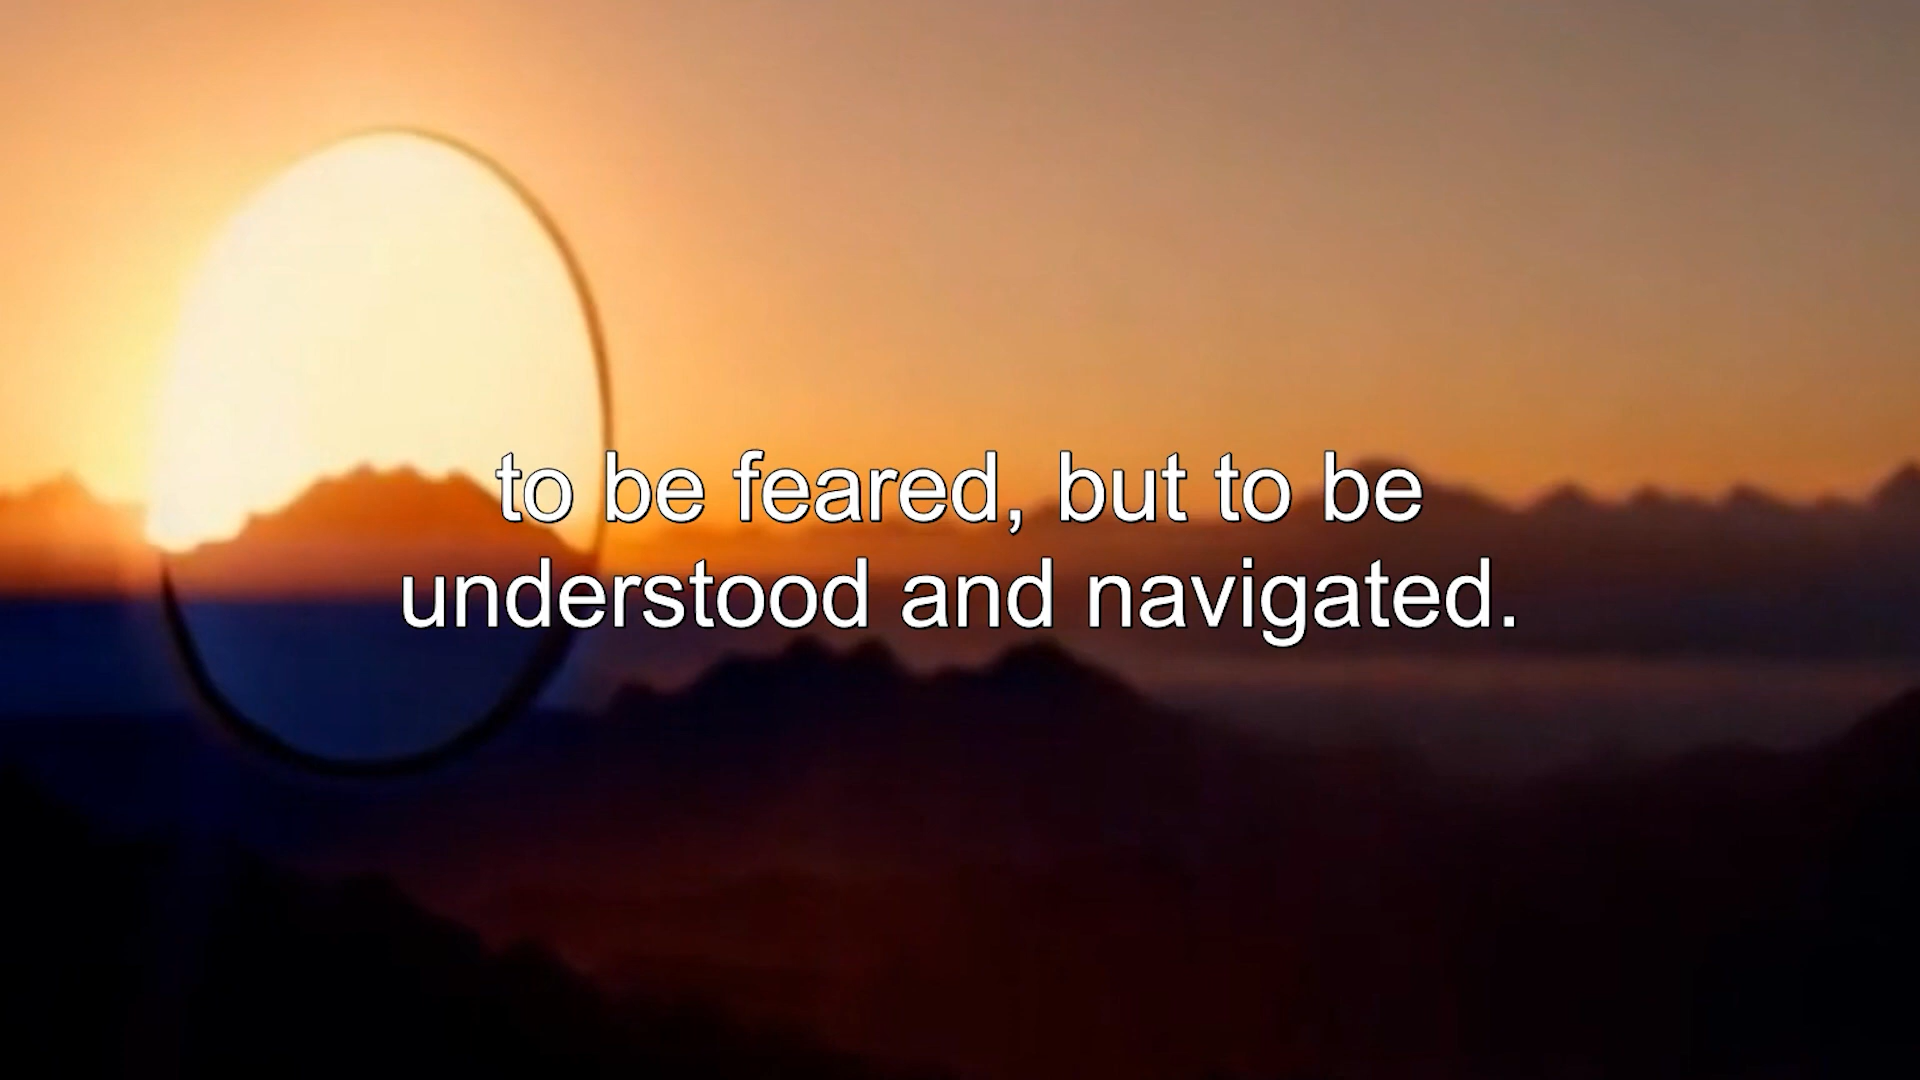 to be feared, but to be
understood and navigated.